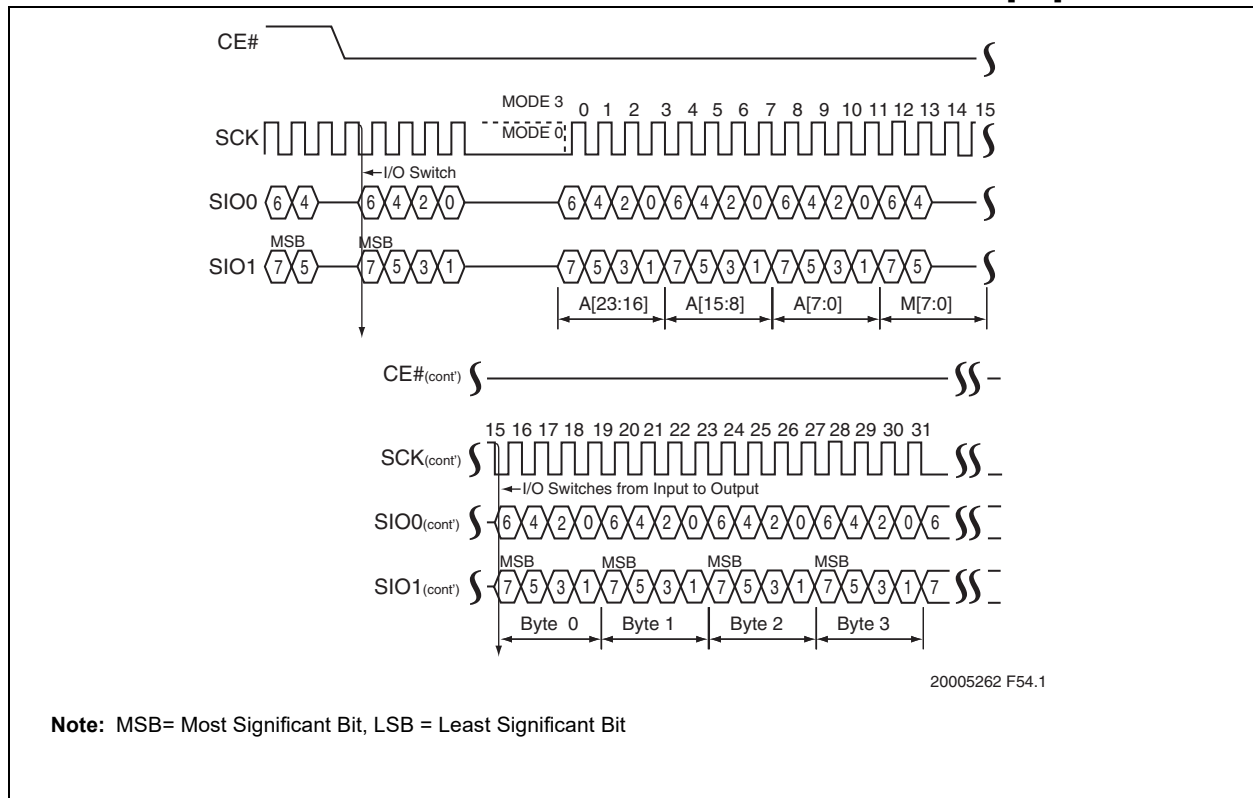 CE#
MODE 3 0 1 2 3 4 5 6 7 8 9 10 11 12 13 14 15
SCK MODE 0
I/O Switch
SIO0 6 4 6 4 2 0 6 4 2 0 6 4 2 0 6 4 2 0 6 4
MSB MSB
SIO1 7 5 7 5 3 1 7 5 3 1 7 5 3 1 7 5 3 1 7 5
A[23:16] A[15:8] A[7:0] M[7:0]
CE#(cont')
15 16 17 18 19 20 21 22 23 24 25 26 27 28 29 30 31
SCK(cont')
I/O Switches from Input to Output
SIO0(cont') 6 4 2 0 6 4 2 0 6 4 2 0 6 4 2 0 6
MSB MSB MSB MSB
SIO1(cont') 7 5 3 1 7 5 3 1 7 5 3 1 7 5 3 1 7
Byte 0 Byte 1 Byte 2 Byte 3
20005262 F54.1
Note: MSB= Most Significant Bit, LSB = Least Significant Bit